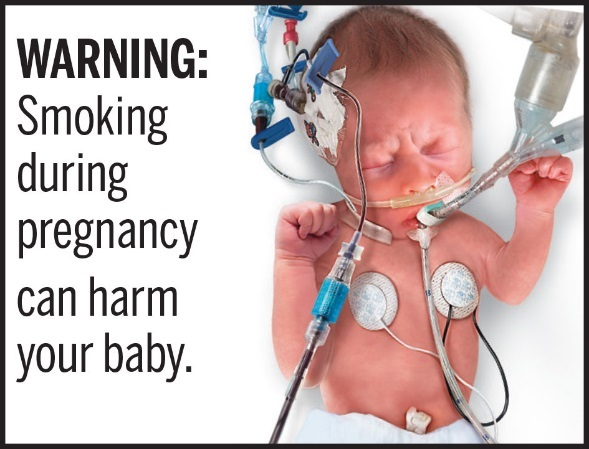 WARNING:
Smoking
during
pregnancy
can harm
your baby.